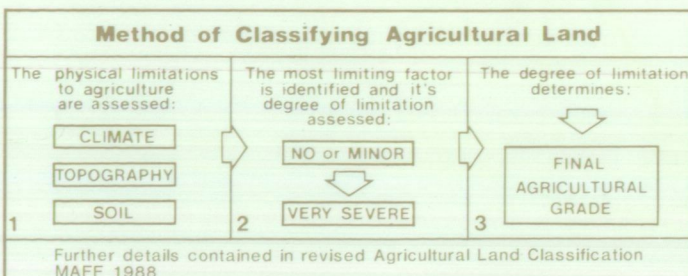 Method of Classifying Agricultural Land
The physical limitations
to agriculture
are assessed:
CLIMATE
TOPOGRAPHY
SOIL
1
The most limiting factor
is identified and it's
degree of limitation
assessed:
NO or MINOR
VERY SEVERE
2
The degree of limitation
determines:
FINAL
AGRICULTURAL
GRADE
3
Further details contained in revised Agricultural Land Classification
MAFF 1988